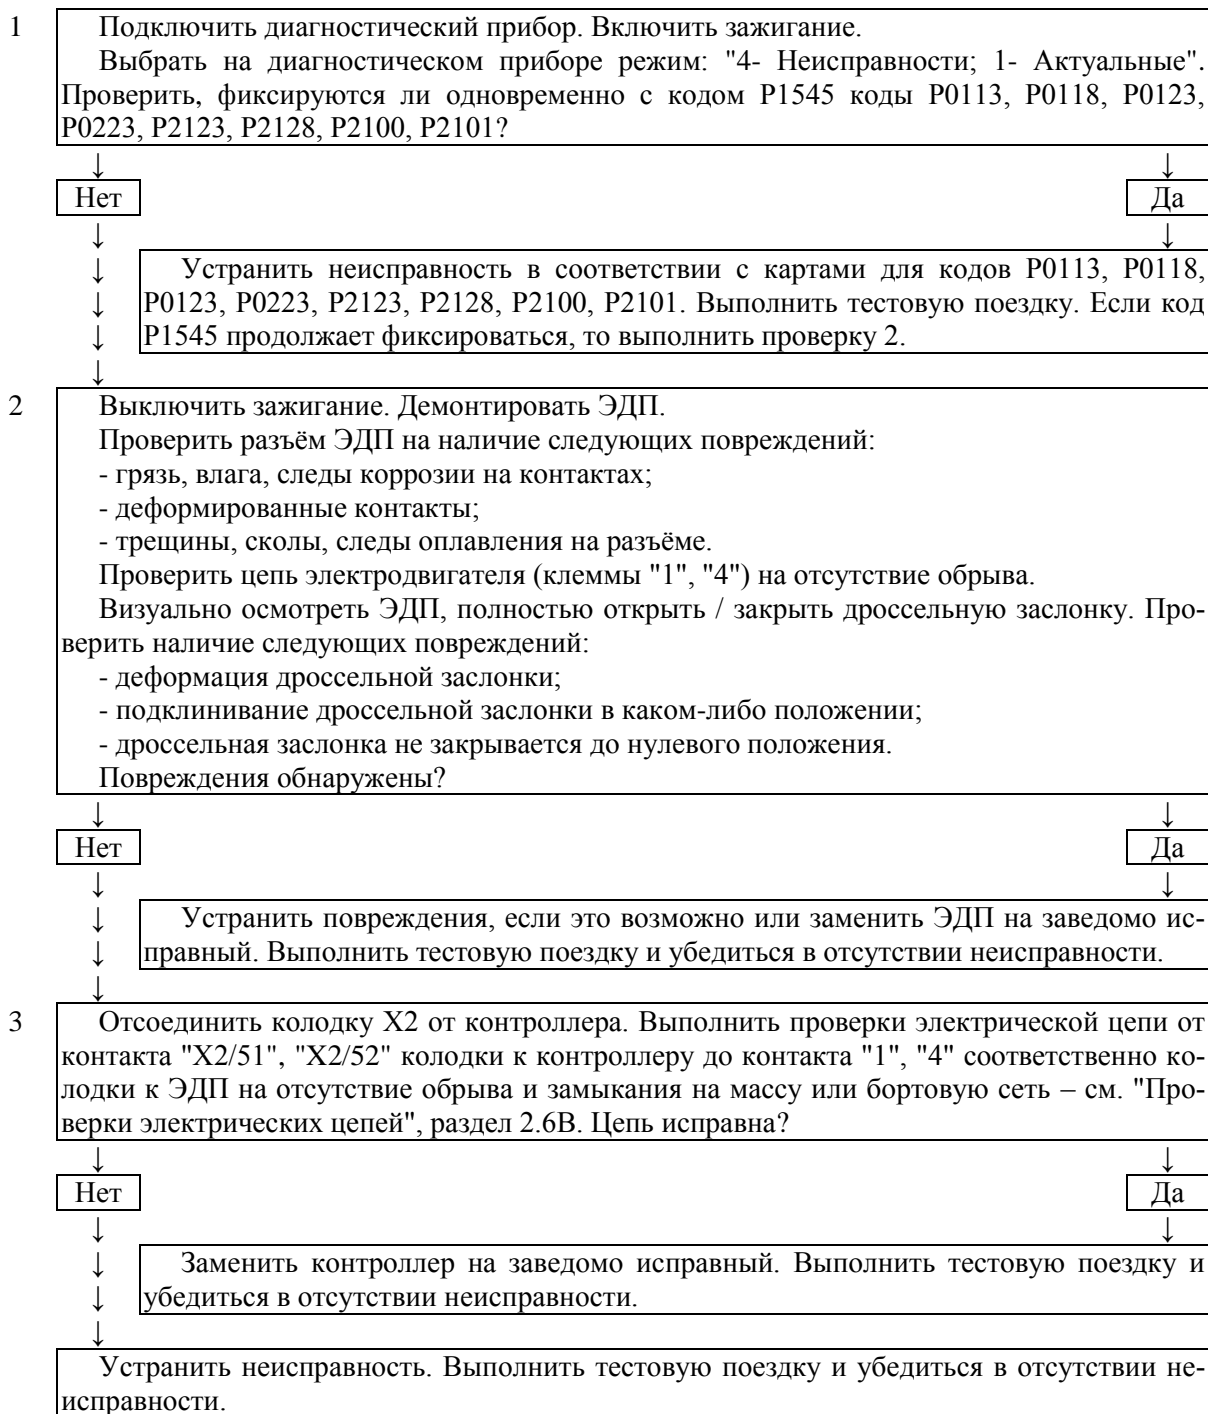 1 Подключить диагностический прибор. Включить зажигание.
Выбрать на диагностическом приборе режим: "4- Неисправности; 1- Актуальные".
Проверить, фиксируются ли одновременно с кодом P1545 коды P0113, P0118, P0123,
P0223, P2123, P2128, P2100, P2101?
↓ ↓
Нет Да
↓ ↓
↓ Устранить неисправность в соответствии с картами для кодов P0113, P0118,
↓ P0123, P0223, P2123, P2128, P2100, P2101. Выполнить тестовую поездку. Если код
↓ P1545 продолжает фиксироваться, то выполнить проверку 2.
↓
2 Выключить зажигание. Демонтировать ЭДП.
Проверить разъём ЭДП на наличие следующих повреждений:
- грязь, влага, следы коррозии на контактах;
- деформированные контакты;
- трещины, сколы, следы оплавления на разъёме.
Проверить цепь электродвигателя (клеммы "1", "4") на отсутствие обрыва.
Визуально осмотреть ЭДП, полностью открыть / закрыть дроссельную заслонку. Про-
верить наличие следующих повреждений:
- деформация дроссельной заслонки;
- подклинивание дроссельной заслонки в каком-либо положении;
- дроссельная заслонка не закрывается до нулевого положения.
Повреждения обнаружены?
↓ ↓
Нет Да
↓ ↓
↓ Устранить повреждения, если это возможно или заменить ЭДП на заведомо ис-
↓ правный. Выполнить тестовую поездку и убедиться в отсутствии неисправности.
↓
3 Отсоединить колодку X2 от контроллера. Выполнить проверки электрической цепи от
контакта "X2/51", "X2/52" колодки к контроллеру до контакта "1", "4" соответственно ко-
лодки к ЭДП на отсутствие обрыва и замыкания на массу или бортовую сеть – см. "Про-
верки электрических цепей", раздел 2.6В. Цепь исправна?
↓ ↓
Нет Да
↓ ↓
↓ Заменить контроллер на заведомо исправный. Выполнить тестовую поездку и
↓ убедиться в отсутствии неисправности.
↓
Устранить неисправность. Выполнить тестовую поездку и убедиться в отсутствии не-
исправности.